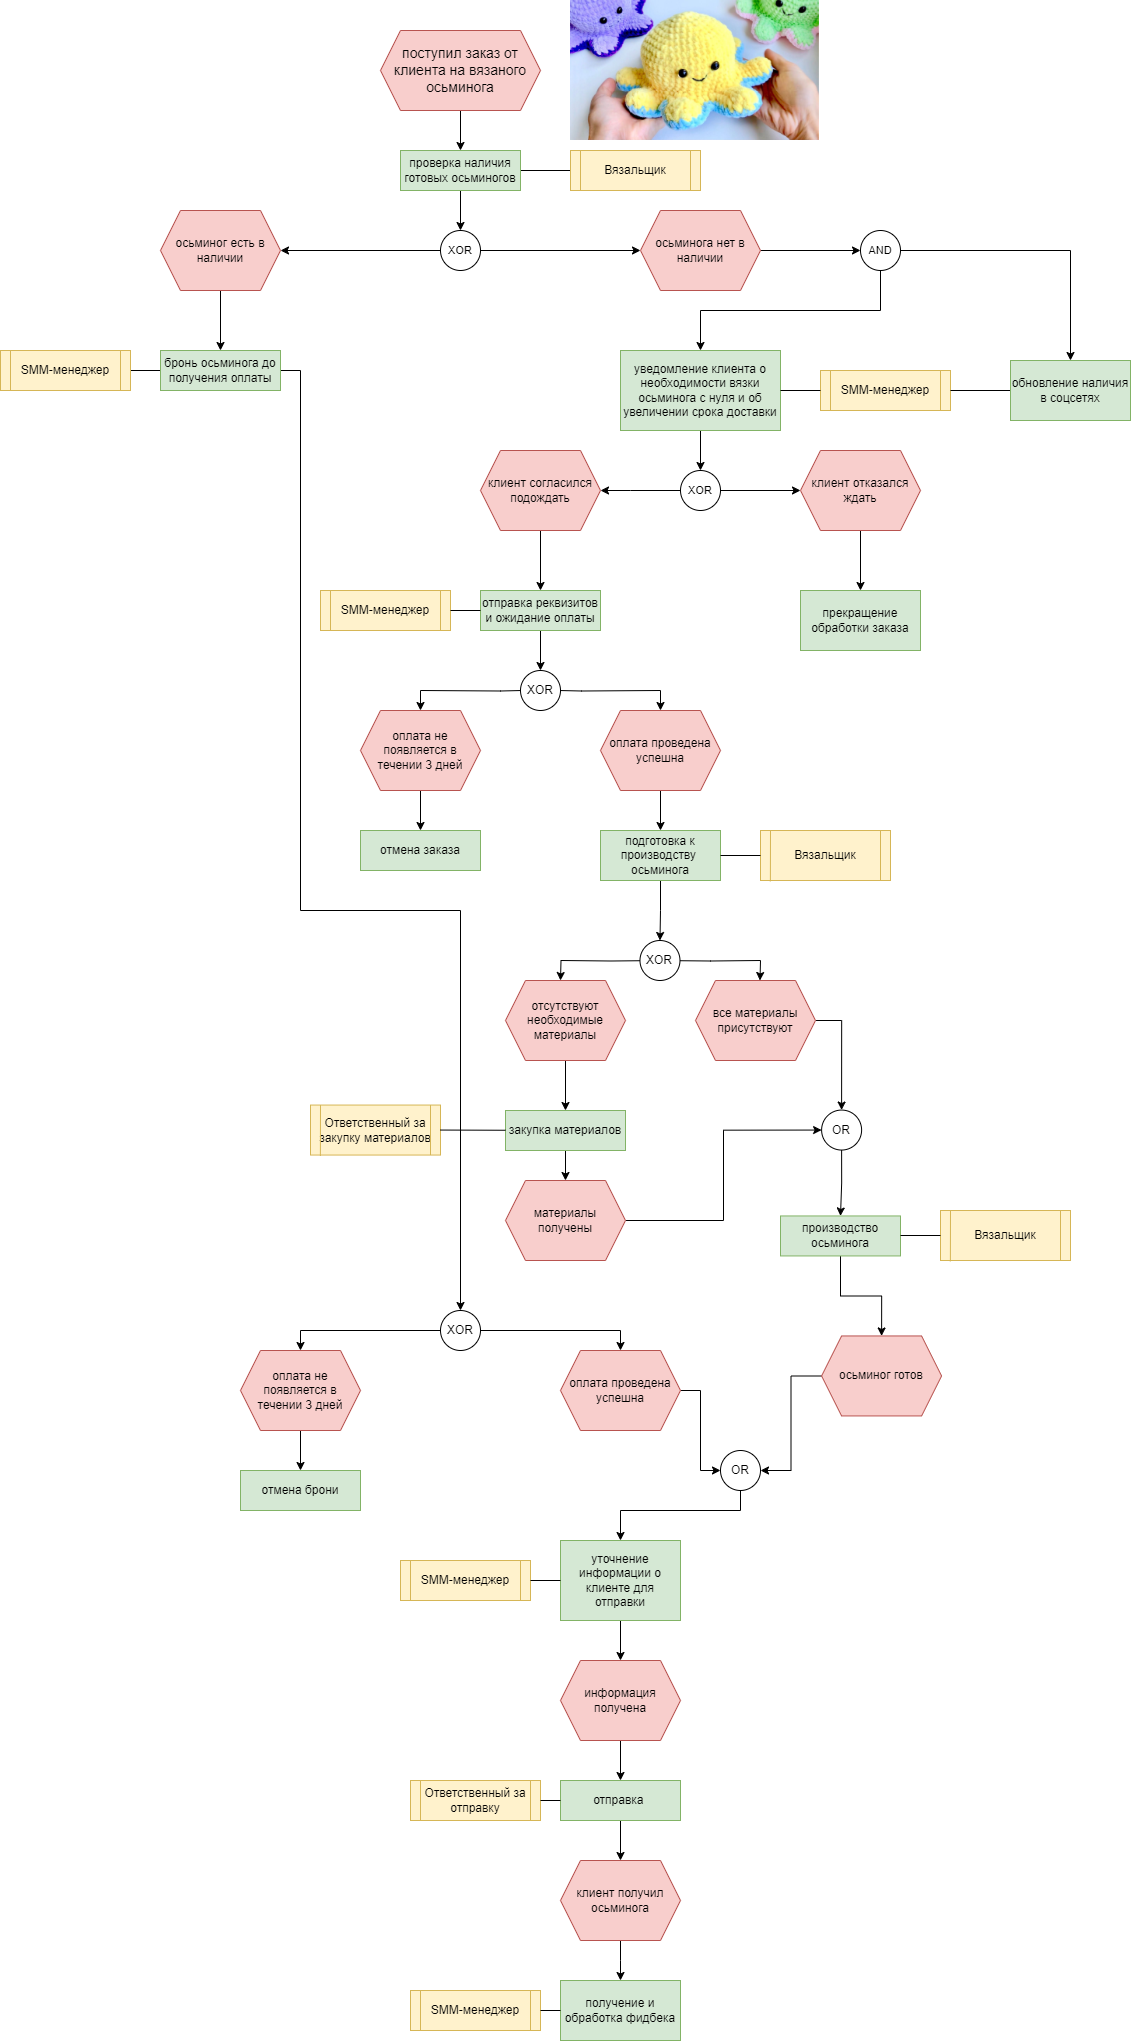 поступил заказ от
клиента на вязаного
осьминога
проверка наличия
готовых осьминогов
Вязальщик
XOR
осьминог есть в
наличии
осьминога нет в
наличии
AND
SMM-менеджер
бронь осьминога до
получения оплаты
уведомление клиента о
необходимости вязки
осьминога с нуля и об
увеличении срока доставки
SMM-менеджер
обновление наличия
в соцсетях
клиент согласился
подождать
XOR
клиент отказался
ждать
SMM-менеджер
отправка реквизитов
и ожидание оплаты
прекращение
обработки заказа
XOR
оплата не
появляется в
течении 3 дней
оплата проведена
успешна
отмена заказа
подготовка к
производству
осьминога
Вязальщик
XOR
отсутствуют
необходимые
материалы
все материалы
присутствуют
Ответственный за
закупку материалов
закупка материалов
OR
материалы
получены
производство
осьминога
Вязальщик
XOR
оплата не
появляется в
течении 3 дней
оплата проведена
успешна
осьминог готов
отмена брони
OR
SMM-менеджер
уточнение
информации о
клиенте для
отправки
информация
получена
Ответственный за
отправку
отправка
клиент получил
осьминога
SMM-менеджер
получение и
обработка фидбека